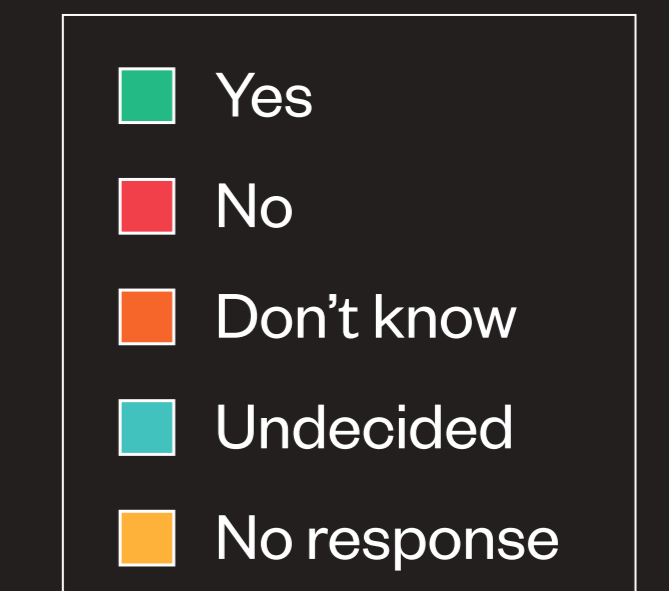 Yes
No
Don’t know
Undecided
No response